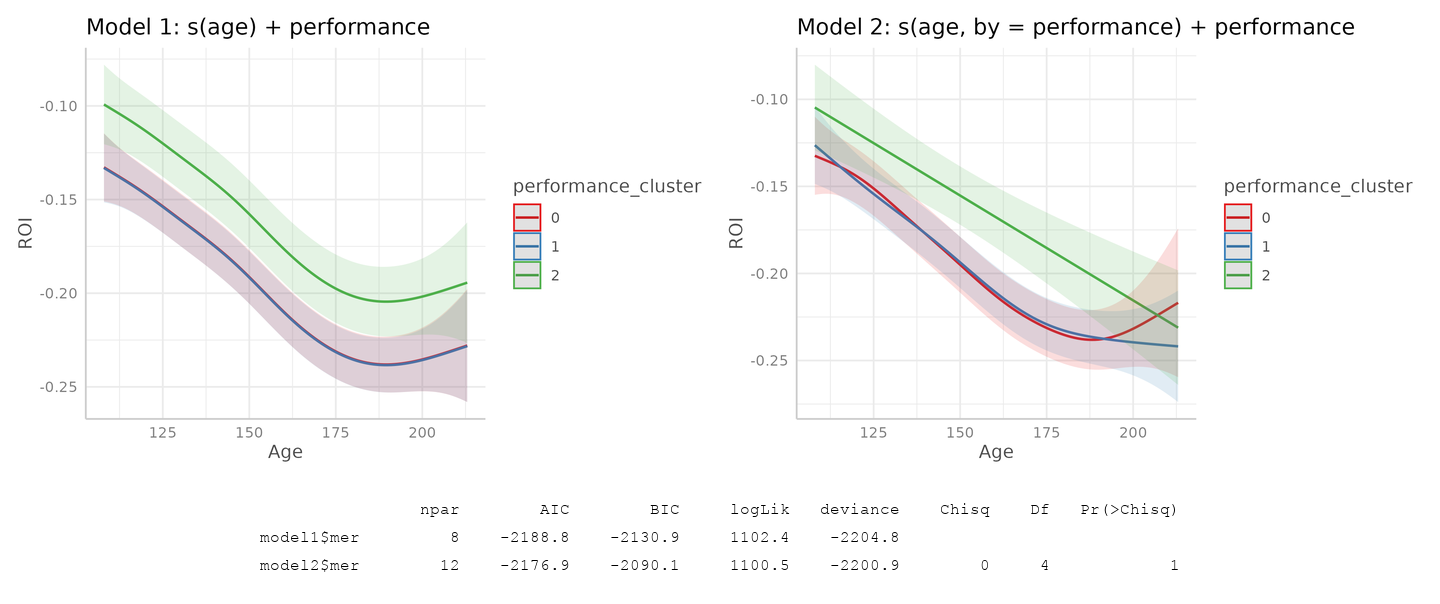 Model 1: s(age) + performance
-0.10
-0.15
-0.20
-0.25
ROI
125 150 175 200
Age
performance_cluster
0
1
2
Model 2: s(age, by = performance) + performance
-0.10
-0.15
-0.20
-0.25
ROI
125 150 175 200
Age
performance_cluster
0
1
2
npar AIC BIC logLik deviance Chisq Df Pr(>Chisq)
model1$mer 8 -2188.8 -2130.9 1102.4 -2204.8
model2$mer 12 -2176.9 -2090.1 1100.5 -2200.9 0 4 1